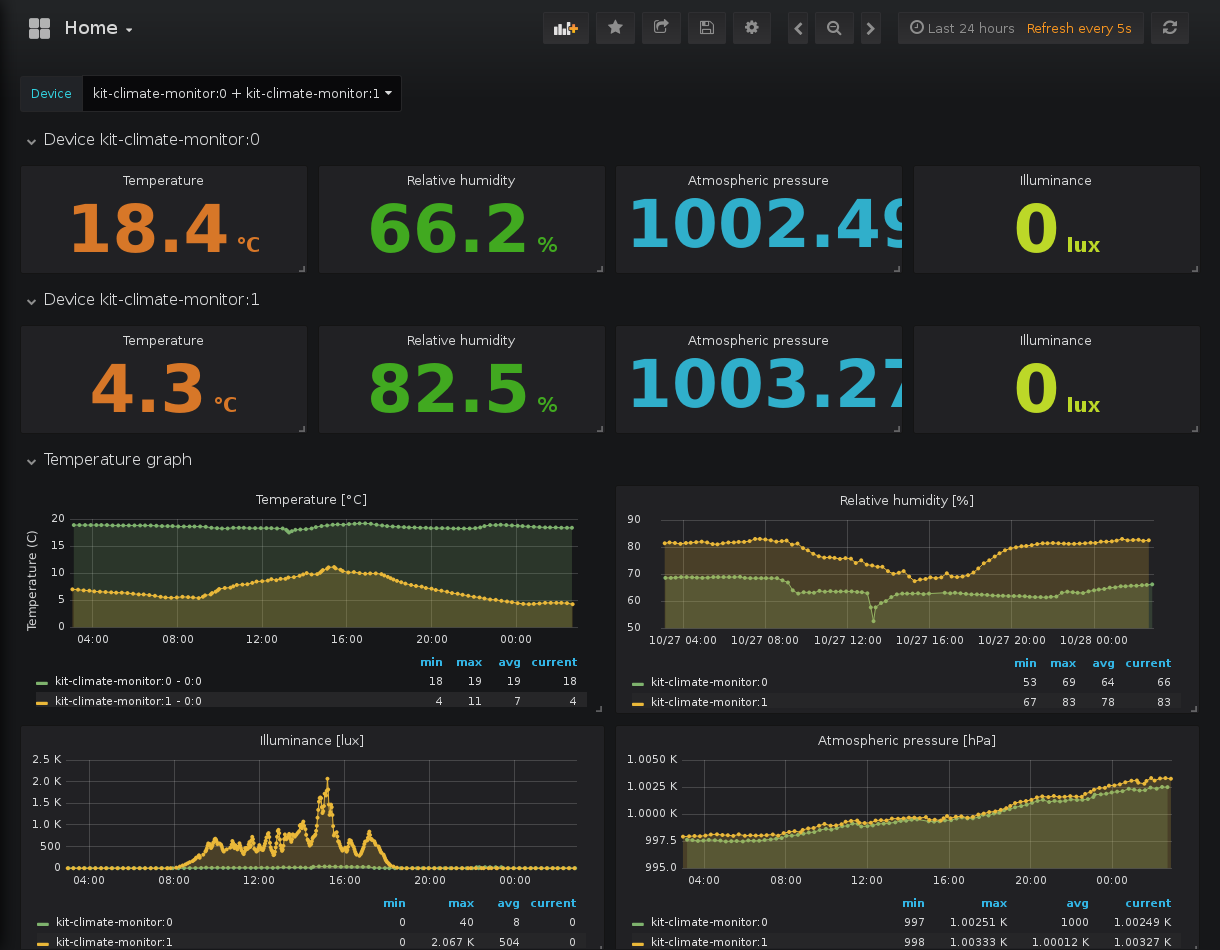 Home
Last 24 hours Refresh every 5s
Device kit-climate-monitor:0 + kit-climate-monitor:1
Device kit-climate-monitor:0
Temperature Relative humidity Atmospheric pressure Illuminance
18.4 °C 66.2 % 1002.49 0 lux
Device kit-climate-monitor:1
Temperature Relative humidity Atmospheric pressure Illuminance
4.3 °C 82.5 % 1003.27 0 lux
Temperature graph
Temperature [°C]
Temperature (C)
20
15
10
5
0
04:00 08:00 12:00 16:00 20:00 00:00
min max avg current
kit-climate-monitor:0 - 0:0 18 19 19 18
kit-climate-monitor:1 - 0:0 4 11 7 4
Relative humidity [%]
90
80
70
60
50
10/27 04:00 10/27 08:00 10/27 12:00 10/27 16:00 10/27 20:00 10/28 00:00
min max avg current
kit-climate-monitor:0 53 69 64 66
kit-climate-monitor:1 67 83 78 83
Illuminance [lux]
2.5 K
2.0 K
1.5 K
1.0 K
500
0
04:00 08:00 12:00 16:00 20:00 00:00
min max avg current
kit-climate-monitor:0 0 40 8 0
kit-climate-monitor:1 0 2.067 K 504 0
Atmospheric pressure [hPa]
1.0050 K
1.0025 K
1.0000 K
997.5
995.0
04:00 08:00 12:00 16:00 20:00 00:00
min max avg current
kit-climate-monitor:0 997 1.00251 K 1000 1.00249 K
kit-climate-monitor:1 998 1.00333 K 1.00012 K 1.00327 K